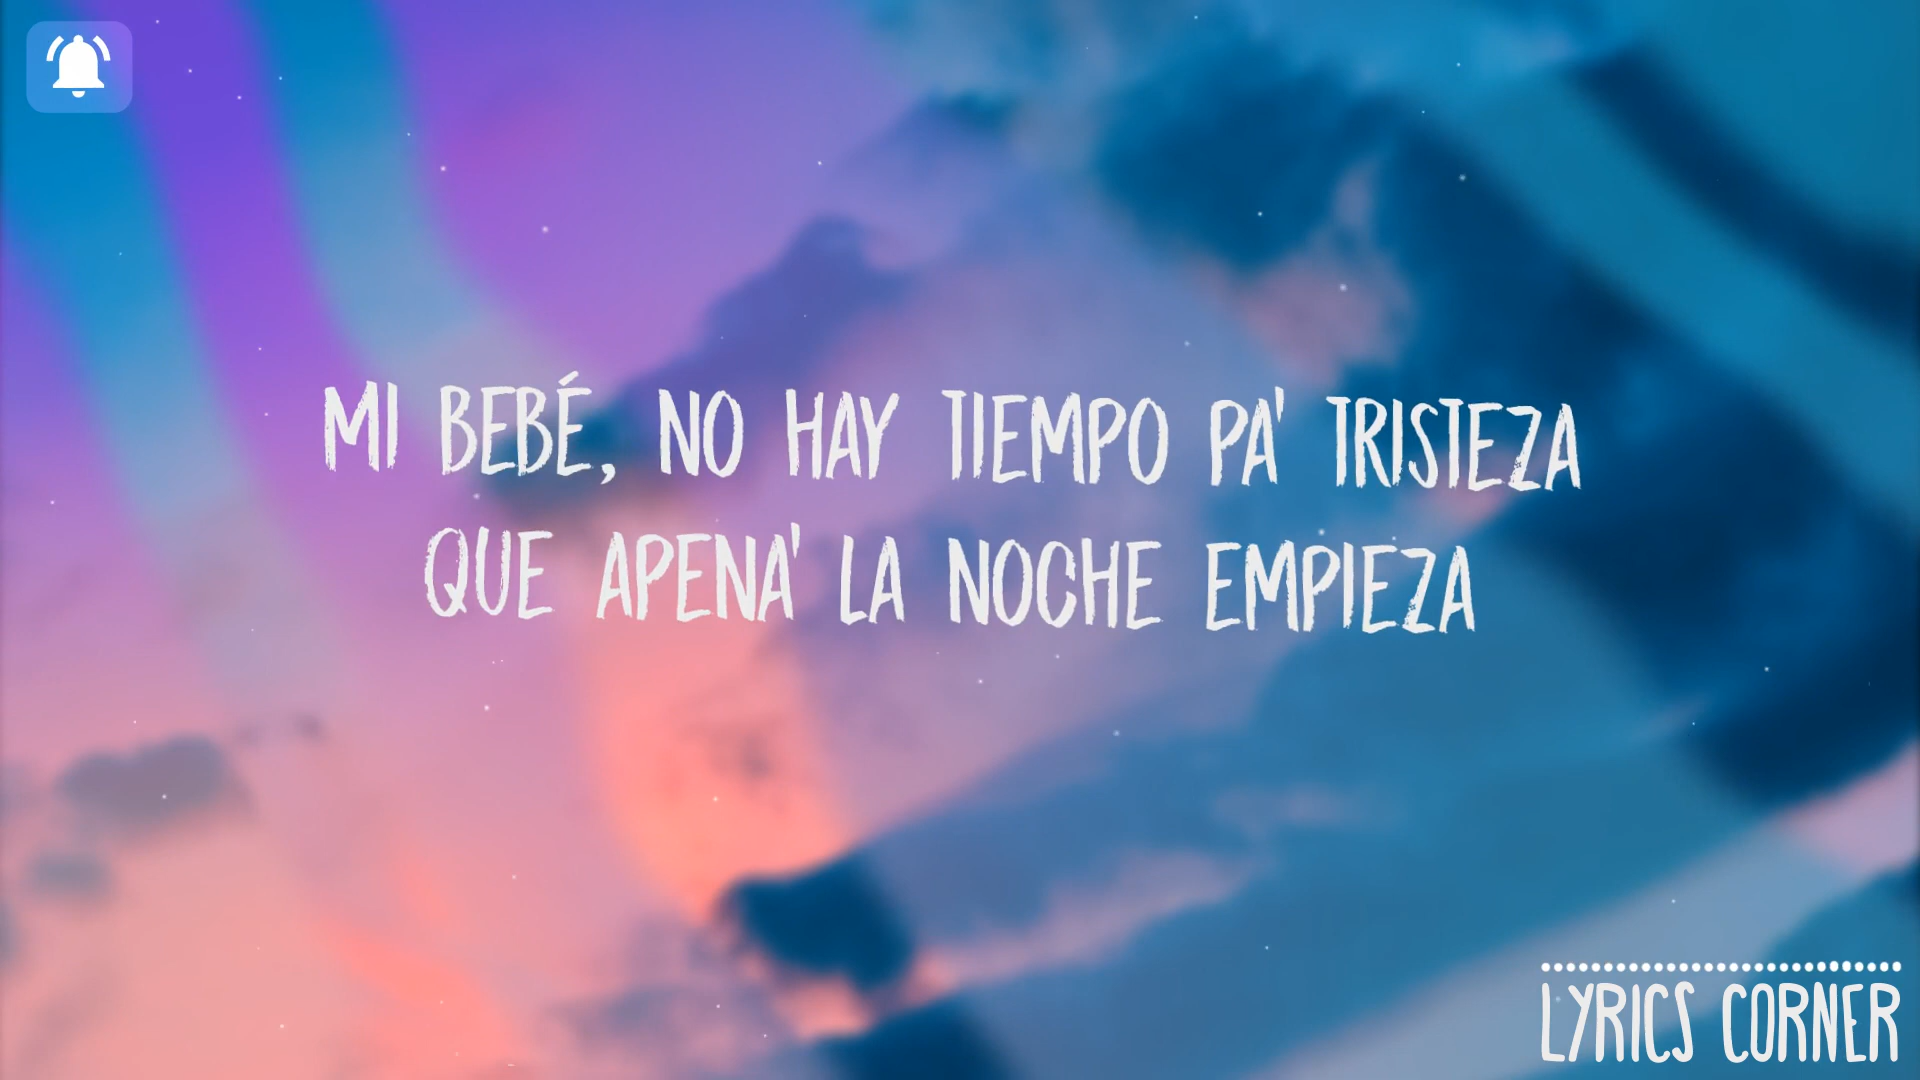 MI BEBÉ, NO HAY TIEMPO PA' TRISTEZA
QUE APENA' LA NOCHE EMPIEZA
LYRICS CORNER